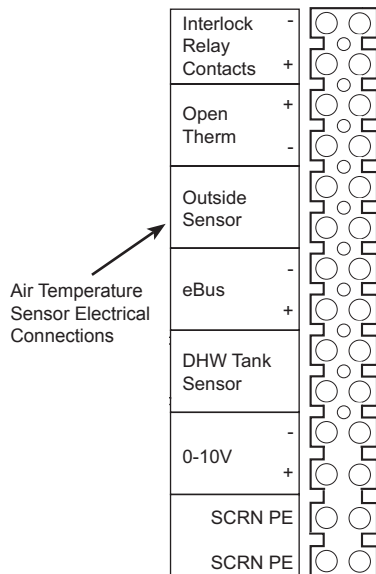 Interlock -
Relay
Contacts +
Open +
Therm -
Outside
Sensor
Air Temperature
Sensor Electrical
Connections
eBus -
+
DHW Tank
Sensor
0-10V -
+
SCRN PE
SCRN PE